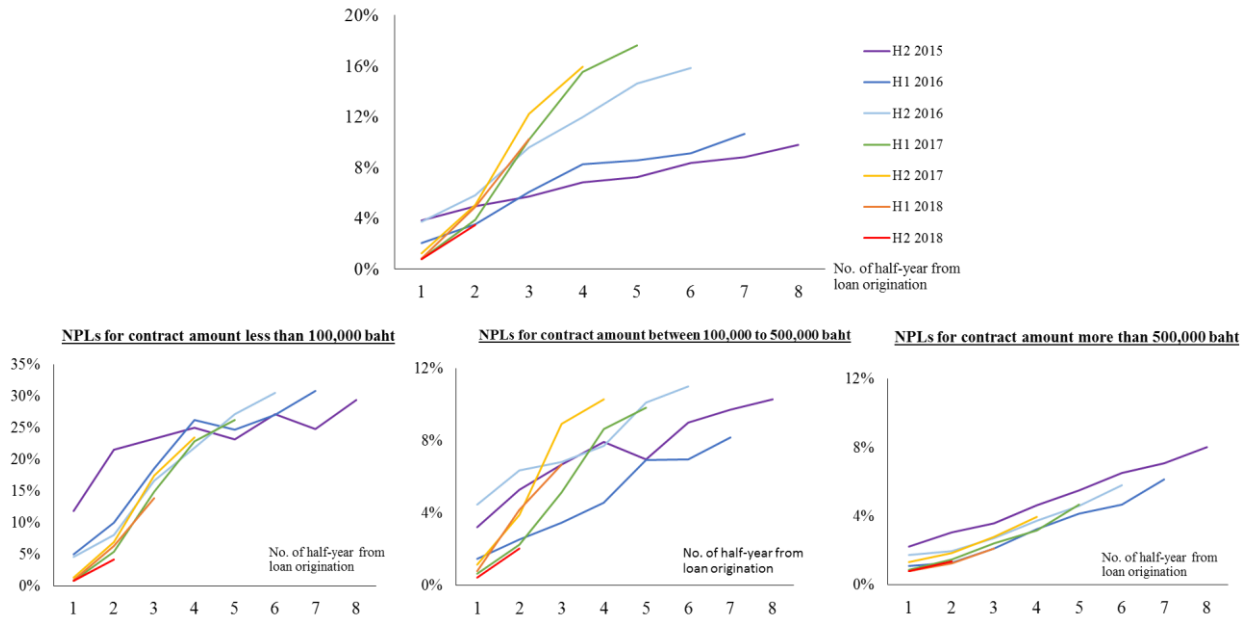 20%
16%
12%
8%
4%
0%
1 2 3 4 5 6 7 8
No. of half-year from
loan origination
H2 2015
H1 2016
H2 2016
H1 2017
H2 2017
H1 2018
H2 2018
NPLs for contract amount less than 100,000 baht
35%
30%
25%
20%
15%
10%
5%
0%
1 2 3 4 5 6 7 8
No. of half-year from
loan origination
NPLs for contract amount between 100,000 to 500,000 baht
12%
8%
4%
0%
1 2 3 4 5 6 7 8
No. of half-year from
loan origination
NPLs for contract amount more than 500,000 baht
12%
8%
4%
0%
1 2 3 4 5 6 7 8
No. of half-year from
loan origination